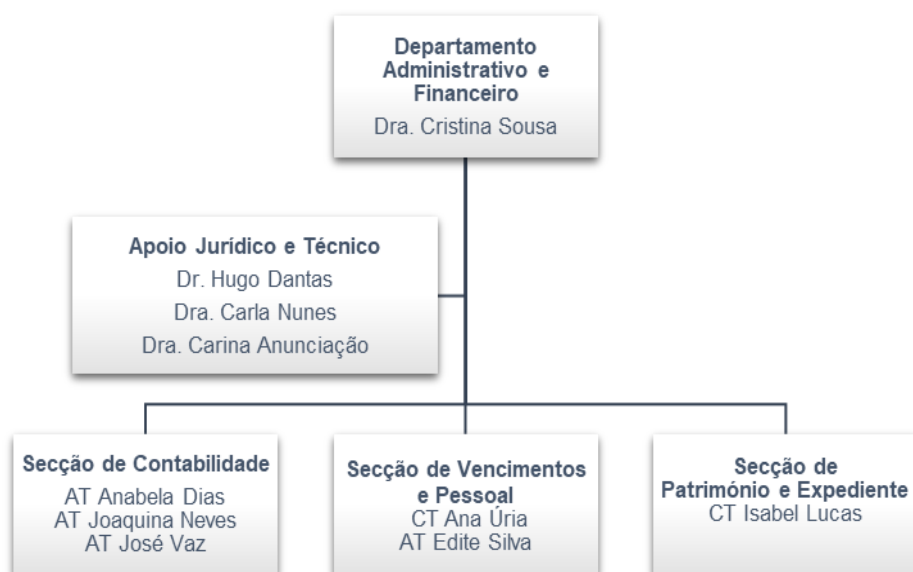 Departamento
Administrativo e
Financeiro
Dra. Cristina Sousa
Apoio Jurídico e Técnico
Dr. Hugo Dantas
Dra. Carla Nunes
Dra. Carina Anunciação
Secção de Contabilidade
AT Anabela Dias
AT Joaquina Neves
AT José Vaz
Secção de Vencimentos
e Pessoal
CT Ana Úria
AT Edite Silva
Secção de
Património e Expediente
CT Isabel Lucas